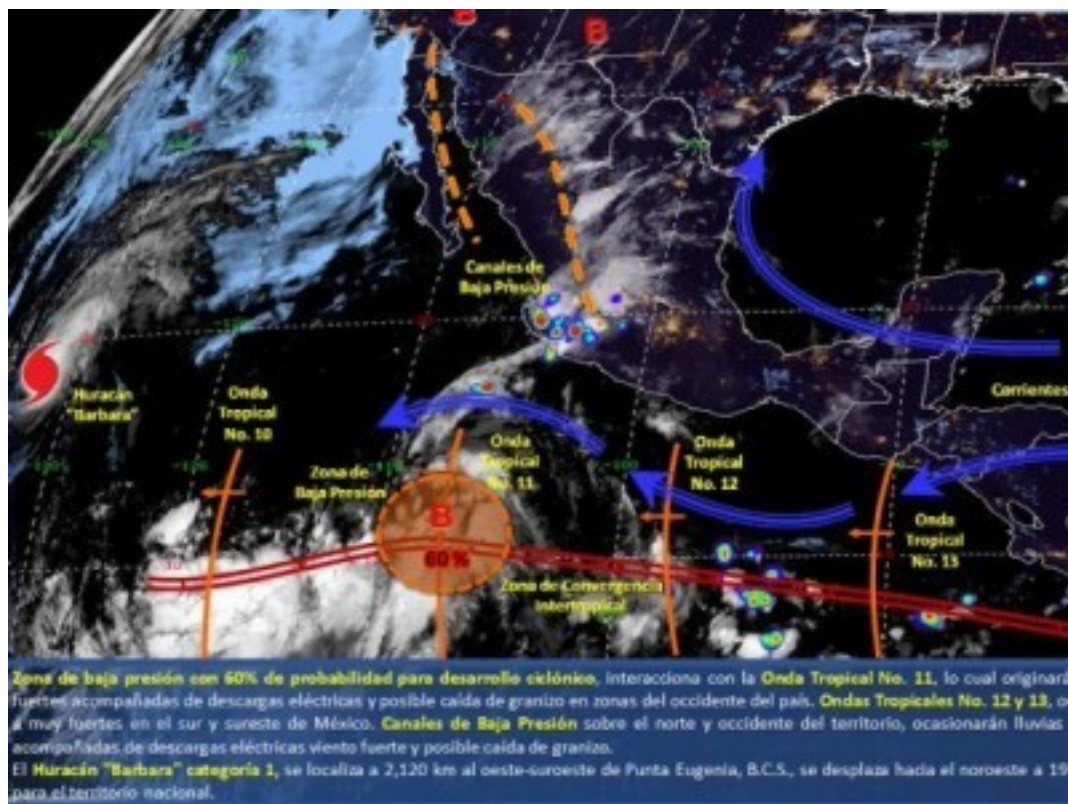 B
B
Canales de
Baja Presión
Huracán
"Barbara"
Onda
Tropical
No. 10
Corrientes
Zona de
Baja Presión
Onda
Tropical
No. 11
Onda
Tropical
No. 12
Onda
Tropical
No. 13
B
60%
Zona de Convergencia
Intertropical
Zona de baja presión con 60% de probabilidad para desarrollo ciclónico, interacciona con la Onda Tropical No. 11, lo cual originará
fuertes acompañadas de descargas eléctricas y posible caída de granizo en zonas del occidente del país. Ondas Tropicales No. 12 y 13,
a muy fuertes en el sur y sureste de México. Canales de Baja Presión sobre el norte y occidente del territorio, ocasionarán lluvias
acompañadas de descargas eléctricas viento fuerte y posible caída de granizo.
El Huracán "Barbara" categoría 1, se localiza a 2,120 km al oeste-suroeste de Punta Eugenia, B.C.S., se desplaza hacia el noroeste a 19
para el territorio nacional.